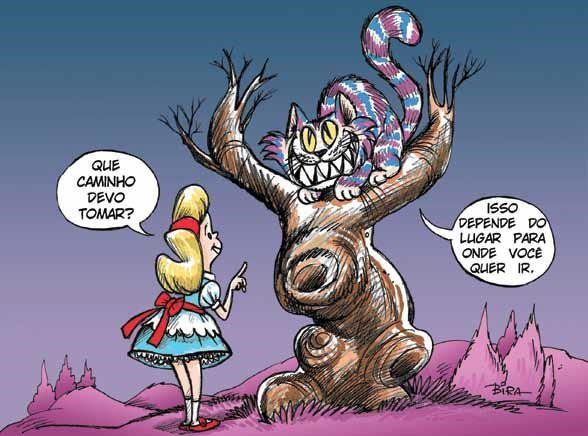 QUE
CAMINHO
DEVO
TOMAR?
ISSO
DEPENDE DO
LUGAR PARA
ONDE VOCÊ
QUER IR.
BIRA